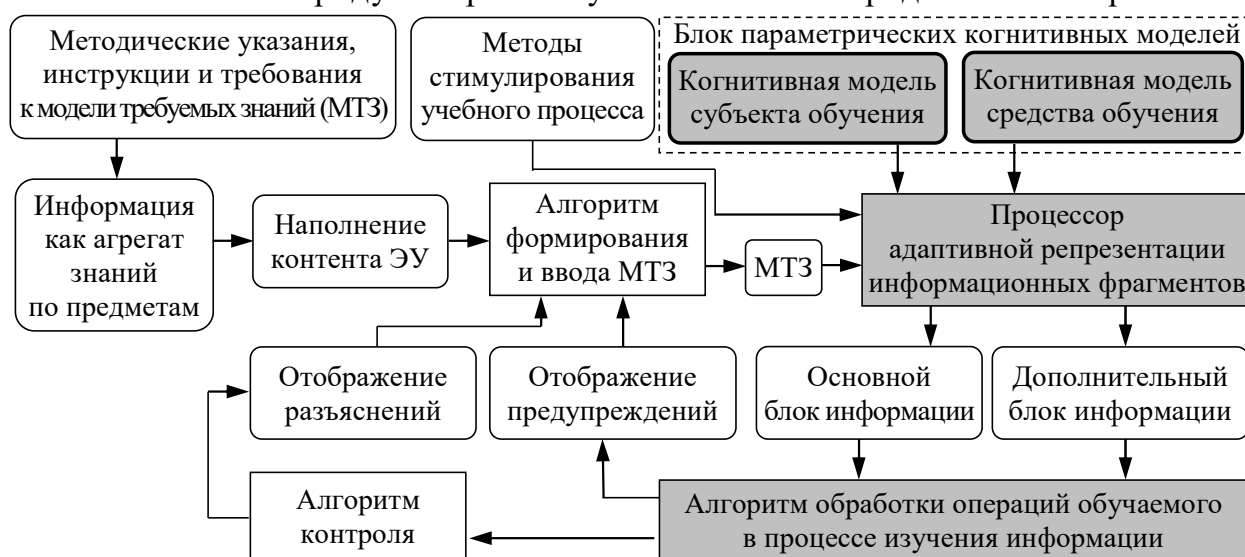 Методические указания,
инструкции и требования
к модели требуемых знаний (МТЗ)
Методы
стимулирования
учебного процесса
Блок параметрических когнитивных моделей
Когнитивная модель
субъекта обучения
Когнитивная модель
средства обучения
Информация
как агрегат
знаний
по предметам
Наполнение
контента ЭУ
Алгоритм
формирования
и ввода МТЗ
МТЗ
Процессор
адаптивной репрезентации
информационных фрагментов
Отображение
разъяснений
Отображение
предупреждений
Основной
блок информации
Дополнительный
блок информации
Алгоритм
контроля
Алгоритм обработки операций обучаемого
в процессе изучения информации